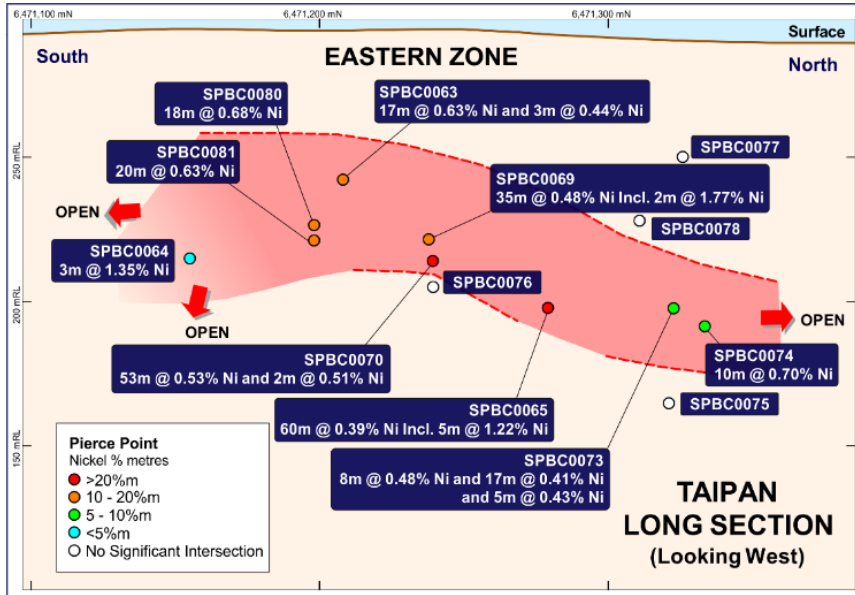 6,471,100 mN
6,471,200 mN
6,471,300 mN
Surface
South
EASTERN ZONE
North
SPBC0080
18m @ 0.68% Ni
SPBC0063
17m @ 0.63% Ni and 3m @ 0.44% Ni
SPBC0077
250 mRL
250 mRL
SPBC0081
20m @ 0.63% Ni
SPBC0069
35m @ 0.48% Ni Incl. 2m @ 1.77% Ni
OPEN
SPBC0078
SPBC0064
3m @ 1.35% Ni
SPBC0076
200 mRL
200 mRL
OPEN
OPEN
SPBC0070
53m @ 0.53% Ni and 2m @ 0.51% Ni
SPBC0074
10m @ 0.70% Ni
SPBC0065
60m @ 0.39% Ni Incl. 5m @ 1.22% Ni
SPBC0075
150 mRL
150 mRL
SPBC0073
8m @ 0.48% Ni and 17m @ 0.41% Ni
and 5m @ 0.43% Ni
Pierce Point
Nickel % metres
>20%m
10 - 20%m
5 - 10%m
<5%m
No Significant Intersection
TAIPAN
LONG SECTION
(Looking West)